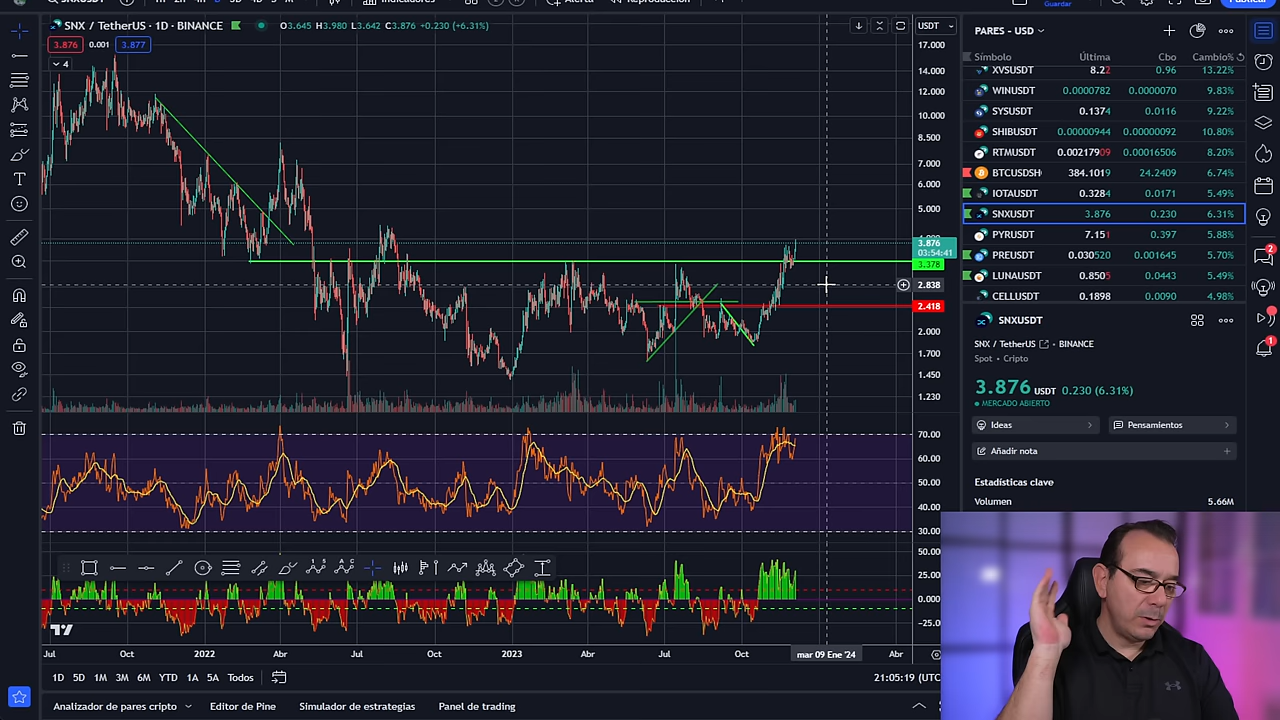 Guardar
SNX / TetherUS · 1D · BINANCE
O3.645 H3.980 L3.642 C3.876 +0.230 (+6.31%)
3.876 0.001 3.877
4
USDT
17.000
14.000
12.000
10.000
8.500
7.000
6.000
5.000
3.876
03:54:41
3.378
2.838
2.418
2.000
1.700
1.450
1.230
70.00
60.00
50.00
40.00
30.00
50.00
25.00
0.000
Jul Oct 2022 Abr Jul Oct 2023 Abr Jul Oct mar 09 Ene '24 Abr
1D 5D 1M 3M 6M YTD 1A 5A Todos
21:05:19 (UTC
Analizador de pares cripto Editor de Pine Simulador de estrategias Panel de trading
PARES - USD
Símbolo Última Cbo Cambio%
XVSUSDT 8.22 0.96 13.22%
WINUSDT 0.0000782 0.0000070 9.83%
SYSUSDT 0.1374 0.0116 9.22%
SHIBUSDT 0.00000944 0.00000092 10.80%
RTMUSDT 0.00217909 0.00016506 8.20%
BTCUSDSH 384.1019 24.2409 6.74%
IOTAUSDT 0.3284 0.0171 5.49%
SNXUSDT 3.876 0.230 6.31%
PYRUSDT 7.151 0.397 5.88%
PREUSDT 0.030520 0.001645 5.70%
LUNAUSDT 0.8505 0.0443 5.49%
CELLUSDT 0.1898 0.0090 4.98%
SNXUSDT
SNX / TetherUS BINANCE
Spot • Cripto
3.876 USDT 0.230 (6.31%)
MERCADO ABIERTO
Ideas Pensamientos
Añadir nota
Estadísticas clave
Volumen 5.66M
2
1